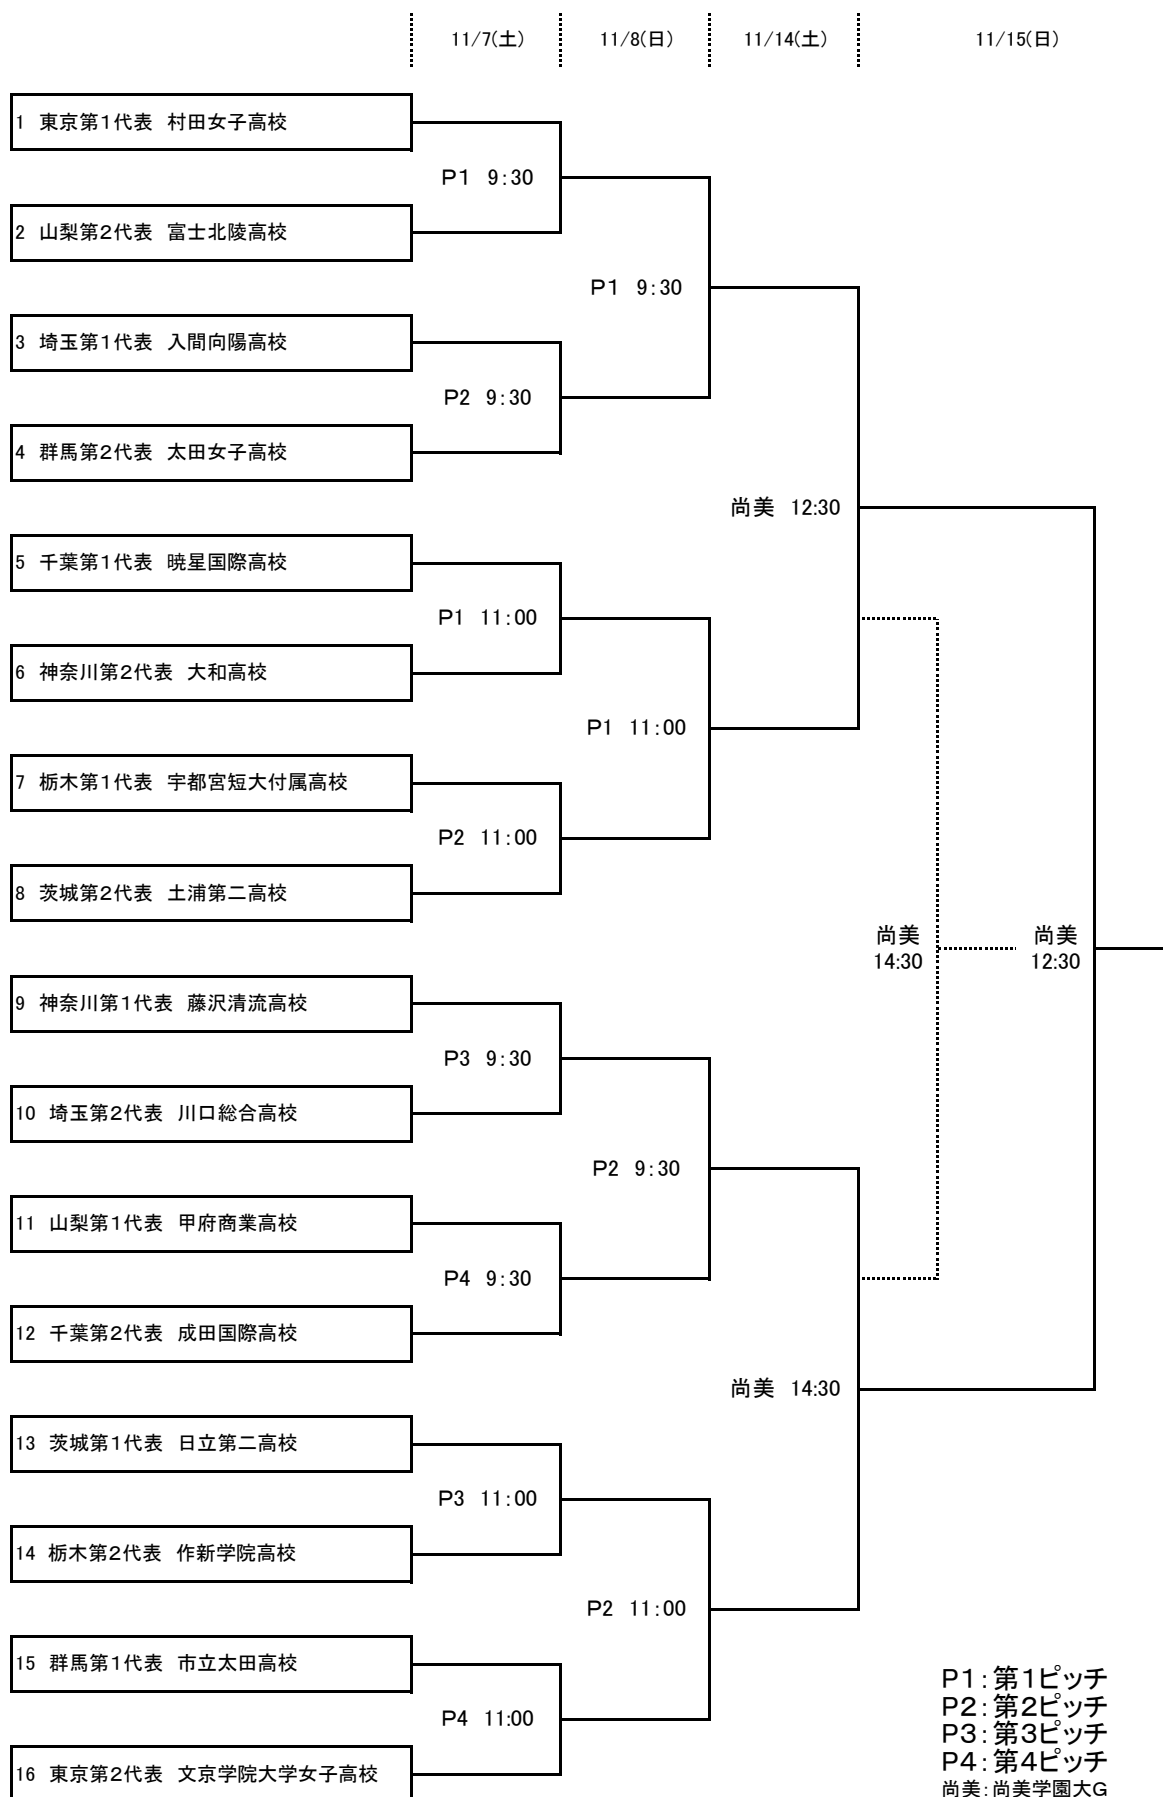 11/7(土) 11/8(日) 11/14(土) 11/15(日)
1 東京第1代表 村田女子高校
P1 9:30
2 山梨第2代表 富士北陵高校
P1 9:30
3 埼玉第1代表 入間向陽高校
P2 9:30
4 群馬第2代表 太田女子高校
尚美 12:30
5 千葉第1代表 暁星国際高校
P1 11:00
6 神奈川第2代表 大和高校
P1 11:00
7 栃木第1代表 宇都宮短大付属高校
P2 11:00
8 茨城第2代表 土浦第二高校
尚美
14:30
尚美
12:30
9 神奈川第1代表 藤沢清流高校
P3 9:30
10 埼玉第2代表 川口総合高校
P2 9:30
11 山梨第1代表 甲府商業高校
P4 9:30
12 千葉第2代表 成田国際高校
尚美 14:30
13 茨城第1代表 日立第二高校
P3 11:00
14 栃木第2代表 作新学院高校
P2 11:00
15 群馬第1代表 市立太田高校
P4 11:00
16 東京第2代表 文京学院大学女子高校
P1:第1ピッチ
P2:第2ピッチ
P3:第3ピッチ
P4:第4ピッチ
尚美:尚美学園大G